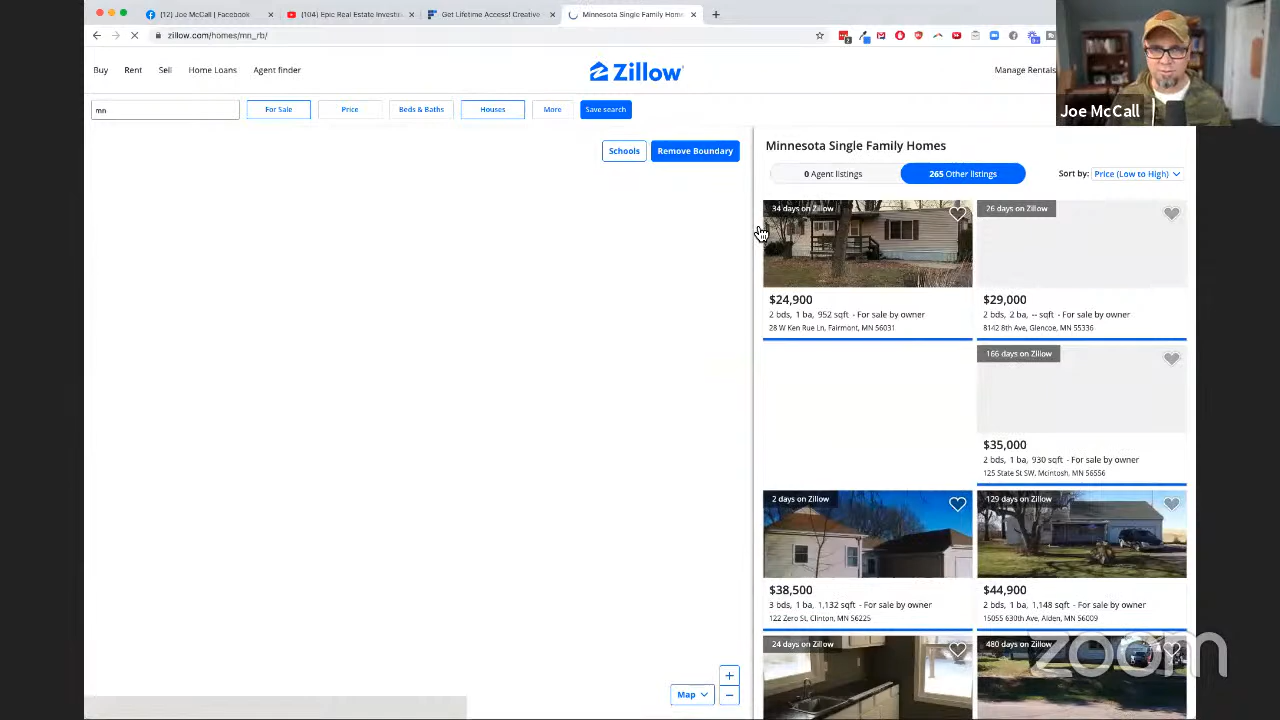 (12) Joe McCall | Facebook
(104) Epic Real Estate Investi
Get Lifetime Access! Creative
Minnesota Single Family Home
zillow.com/homes/mn_rb/
Buy
Rent
Sell
Home Loans
Agent finder
Zillow
Manage Rentals
Joe McCall
mn
For Sale
Price
Beds & Baths
Houses
More
Save search
Schools
Remove Boundary
Minnesota Single Family Homes
0 Agent listings
265 Other listings
Sort by: Price (Low to High)
34 days on Zillow
$24,900
2 bds, 1 ba, 952 sqft - For sale by owner
28 W Ken Rue Ln, Fairmont, MN 56031
26 days on Zillow
$29,000
2 bds, 2 ba, -- sqft - For sale by owner
8142 8th Ave, Glencoe, MN 55336
166 days on Zillow
$35,000
2 bds, 1 ba, 930 sqft - For sale by owner
125 State St SW, Mcintosh, MN 56556
2 days on Zillow
$38,500
3 bds, 1 ba, 1,132 sqft - For sale by owner
122 Zero St, Clinton, MN 56225
129 days on Zillow
$44,900
2 bds, 1 ba, 1,148 sqft - For sale by owner
15055 630th Ave, Alden, MN 56009
24 days on Zillow
480 days on Zillow
Map
zoom